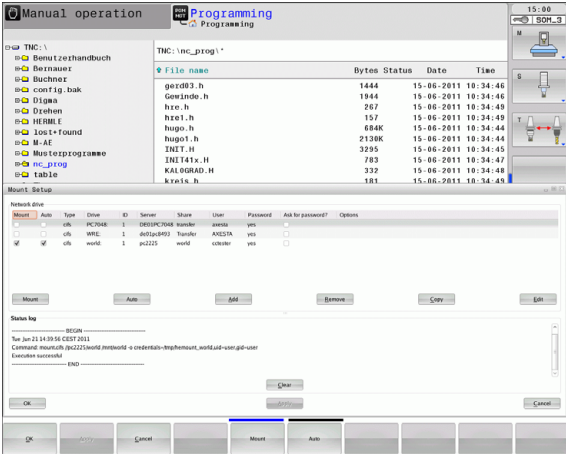 Manual operation
Programming
Programming
15:00
SOM_3
TNC:\
Benutzerhandbuch
Bernauer
Buchner
config.bak
Digma
Drehen
HERMLE
lost+found
M-AE
Musterprogramme
nc_prog
table
TNC:\nc_prog\*
File name Bytes Status Date Time
gerd03.h 1444 15-06-2011 10:34:46
Gewinde.h 1944 15-06-2011 10:34:46
hre.h 267 15-06-2011 10:34:49
hre1.h 157 15-06-2011 10:34:49
hugo.h 684K 15-06-2011 10:34:44
hugo1.h 2130K 15-06-2011 10:34:44
INIT.H 3295 15-06-2011 10:34:45
INIT41x.H 783 15-06-2011 10:34:47
KAL0GRAD.H 332 15-06-2011 10:34:48
kreis.h 181 15-06-2011 10:34:49
M
S
T
Mount Setup
Network drive
Mount Auto Type Drive ID Server Share User Password Ask for password? Options
cifs PC7048: 1 DE01PC7048 transfer axesta yes
cifs WRE: 1 de01pc8493 Transfer AXESTA yes
cifs world: 1 pc2225 world cctester yes
Mount Auto Add Remove Copy Edit
Status log
BEGIN
Tue Jun 21 14:39:56 CEST 2011
Execution successful
END
Clear
OK Apply Cancel
OK Apply Cancel Mount Auto